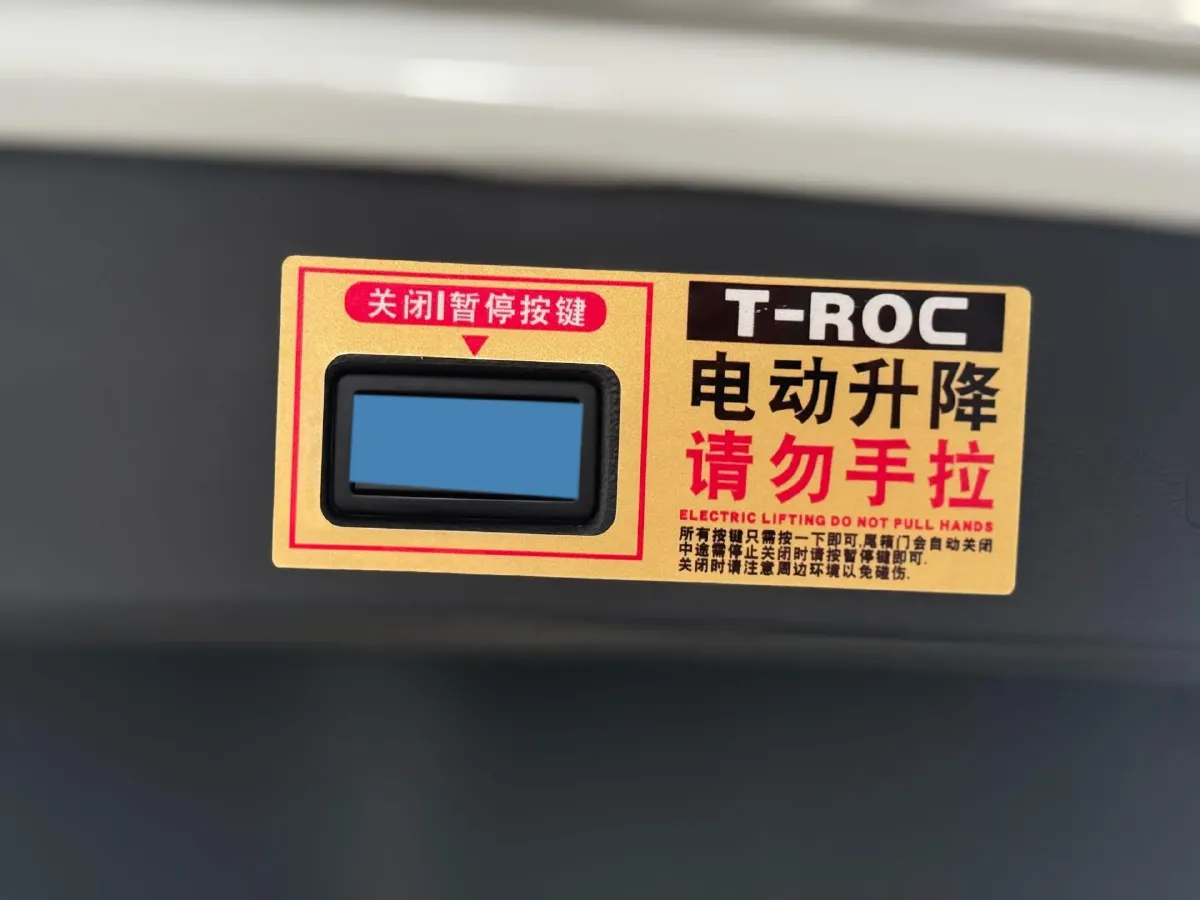 关闭|暂停按键
T-ROC
电动升降
请勿手拉
ELECTRIC LIFTING DO NOT PULL HANDS
所有按键只需按一下即可,尾箱门会自动关闭
中途需停止关闭时请按暂停键即可.
关闭时请注意周边环境以免碰伤.